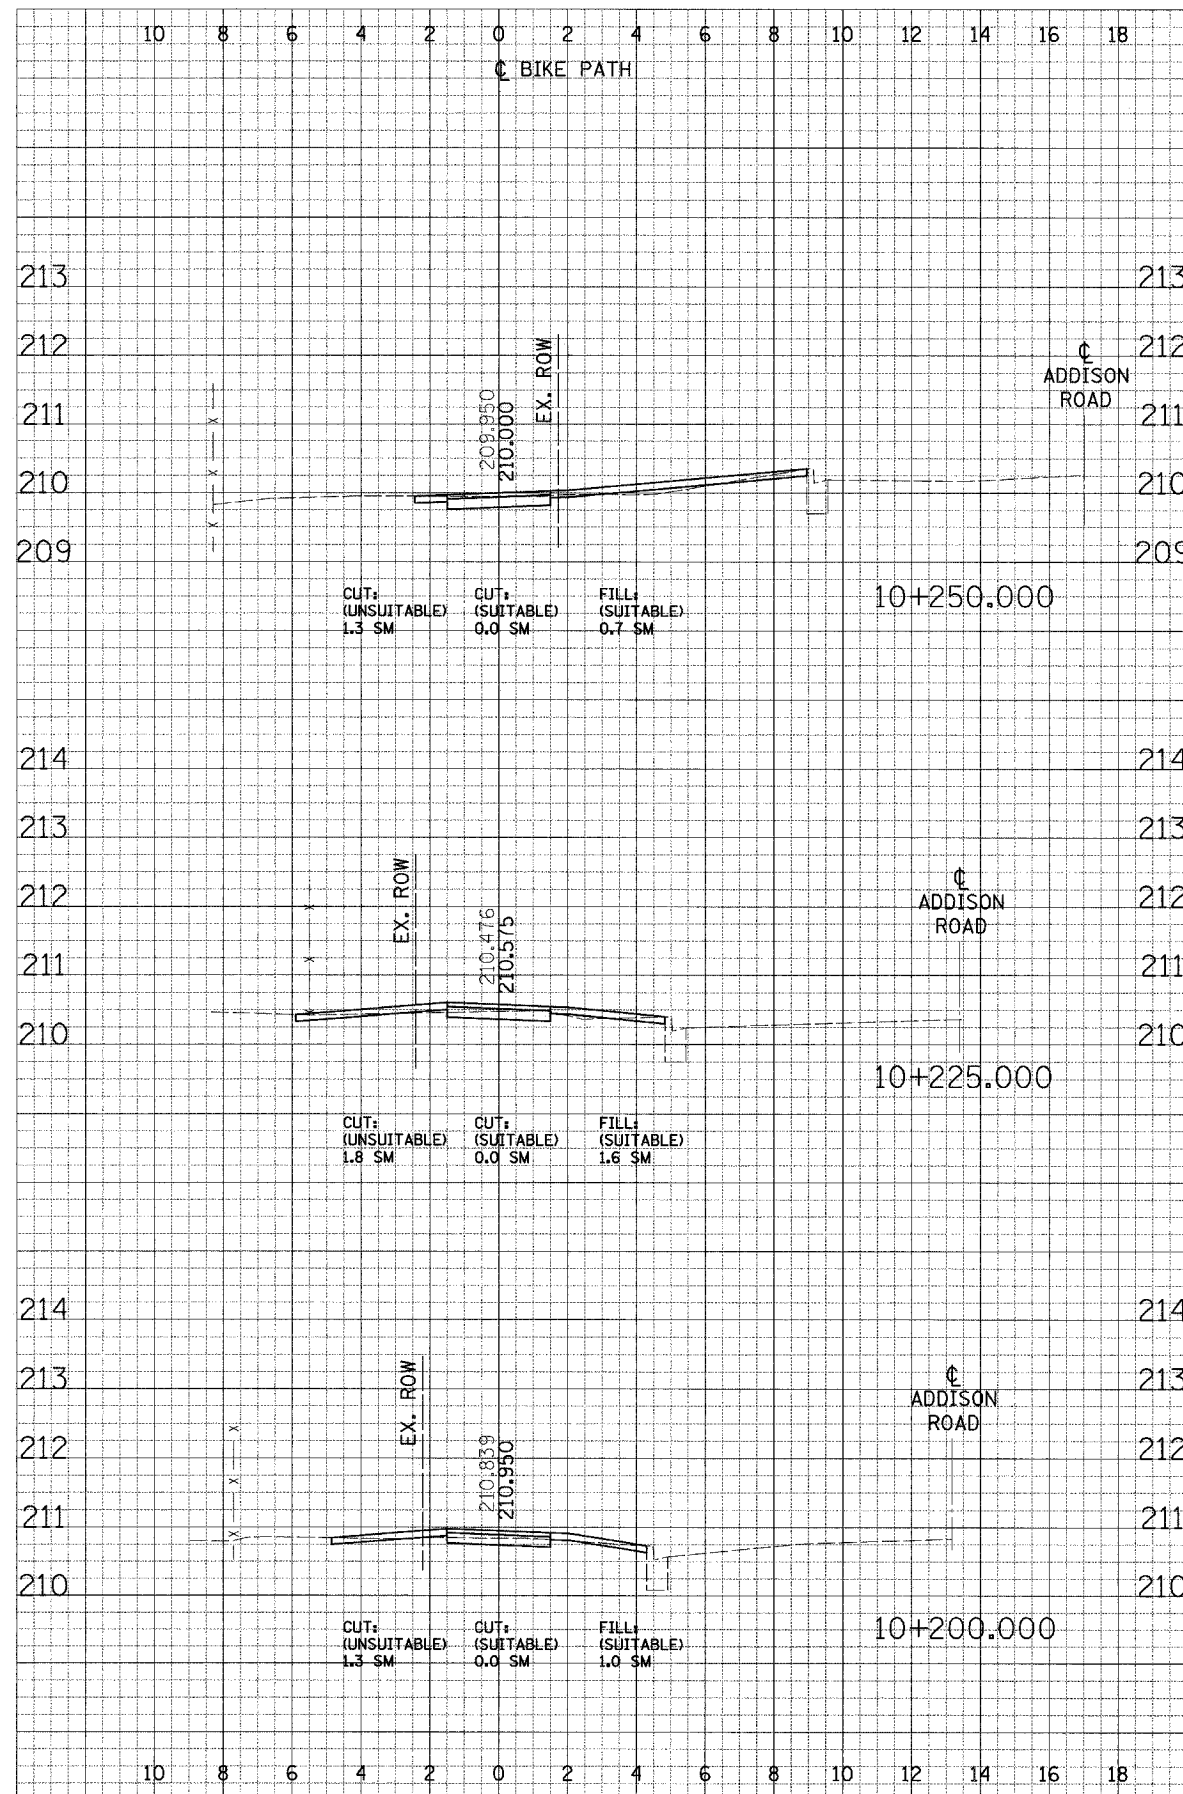 10 8 6 4 2 0 2 4 6 8 10 12 14 16 18
℄ BIKE PATH
213 213
212 212
℄
ADDISON
ROAD
EX. ROW
209.950
210.000
211 211
210 210
209 209
CUT:
(UNSUITABLE)
1.3 SM
CUT:
(SUITABLE)
0.0 SM
FILL:
(SUITABLE)
0.7 SM
10+250.000
214 214
213 213
212 212
℄
ADDISON
ROAD
EX. ROW
210.476
210.575
211 211
210 210
10+225.000
CUT:
(UNSUITABLE)
1.8 SM
CUT:
(SUITABLE)
0.0 SM
FILL:
(SUITABLE)
1.6 SM
214 214
213 213
℄
ADDISON
ROAD
EX. ROW
212 212
210.839
210.950
211 211
210 210
CUT:
(UNSUITABLE)
1.3 SM
CUT:
(SUITABLE)
0.0 SM
FILL:
(SUITABLE)
1.0 SM
10+200.000
10 8 6 4 2 0 2 4 6 8 10 12 14 16 18